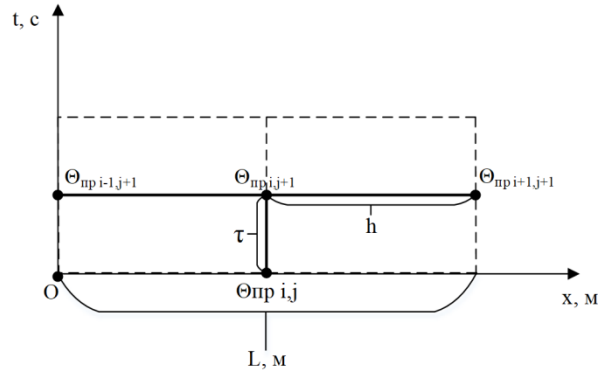 t, с
Θпр i-1,j+1 Θпр i,j+1 Θпр i+1,j+1
h
τ
O Θпр i,j x, м
L, м